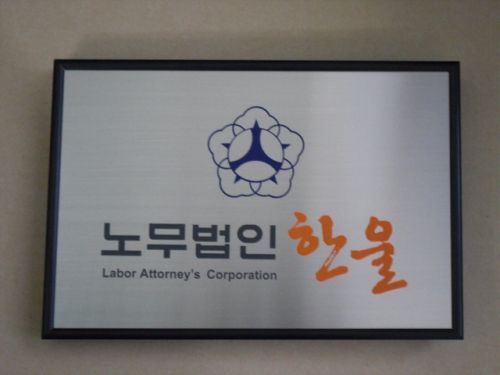 노무법인 한울
Labor Attorney's Corporation